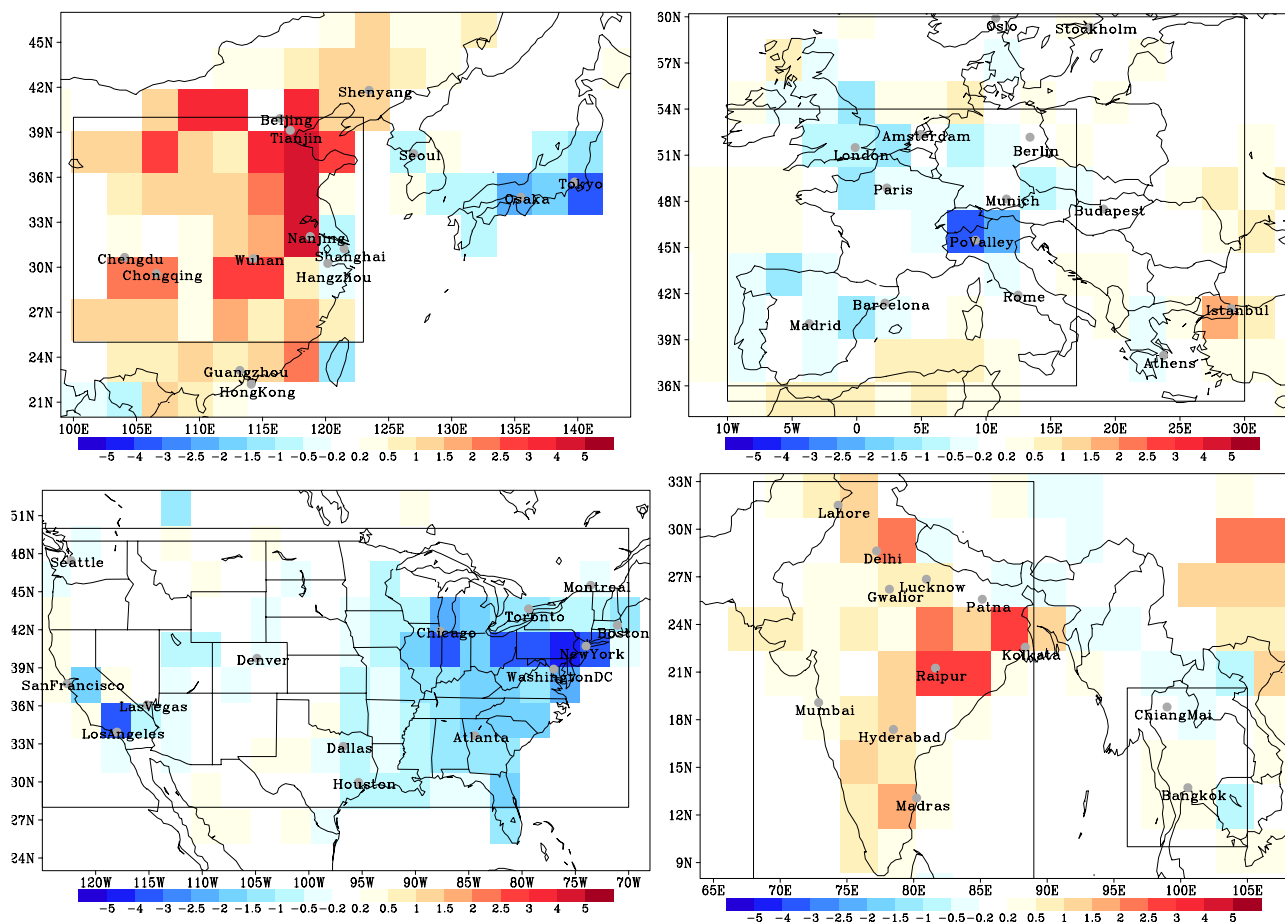 45N
42N
Shenyang
Beijing
39N
Tianjin
Seoul
36N
Tokyo
Osaka
33N
Nanjing
Shanghai
Chengdu
Wuhan
30N
Chongqing
Hangzhou
27N
24N
Guangzhou
HongKong
21N
100E 105E 110E 115E 120E 125E 130E 135E 140E
-5 -4 -3 -2.5 -2 -1 -0.5 -0.2 0.2 0.5 1 1.5 2 2.5 3 4 5
60N
Oslo
Stockholm
57N
54N
Amsterdam
Berlin
London
51N
Paris
48N
Munich
Budapest
PoValley
45N
42N
Rome
Barcelona
Istanbul
Madrid
39N
Athens
36N
10W 5W 0 5E 10E 15E 20E 25E 30E
-5 -4 -3 -2.5 -2 -1 -0.5 -0.2 0.2 0.5 1 1.5 2 2.5 3 4 5
51N
48N
Seattle
45N
Montreal
Toronto
42N
Chicago
Boston
NewYork
Denver
39N
WashingtonDC
SanFrancisco
LasVegas
36N
LosAngeles
Atlanta
33N
Dallas
Houston
30N
27N
24N
120W 115W 110W 105W 100W 95W 90W 85W 80W 75W 70W
-5 -4 -3 -2.5 -2 -1 -0.5 -0.2 0.2 0.5 1 1.5 2 2.5 3 4 5
33N
Lahore
30N
Delhi
27N
Lucknow
Gwalior
Patna
24N
Kolkata
21N
Raipur
Mumbai
ChiangMai
18N
Hyderabad
15N
Madras
Bangkok
12N
9N
65E 70E 75E 80E 85E 90E 95E 100E 105E
-5 -4 -3 -2.5 -2 -1 -0.5 -0.2 0.2 0.5 1 1.5 2 2.5 3 4 5